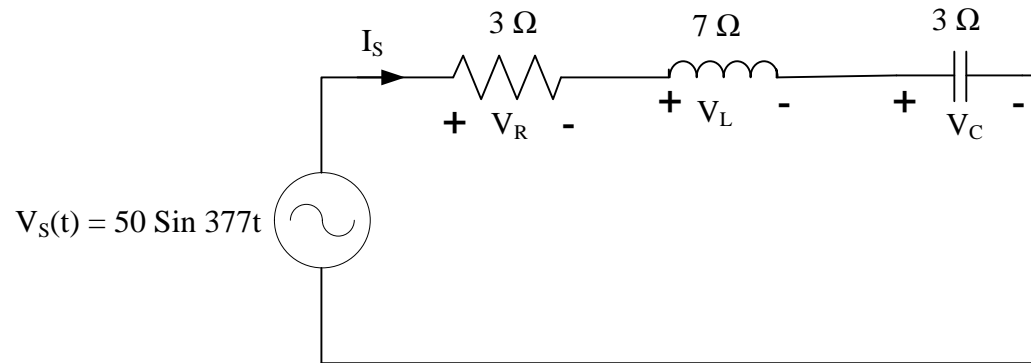 3 Ω
7 Ω
3 Ω
I_S
+ V_R -
+ V_L -
+ V_C -
V_S(t) = 50 Sin 377t